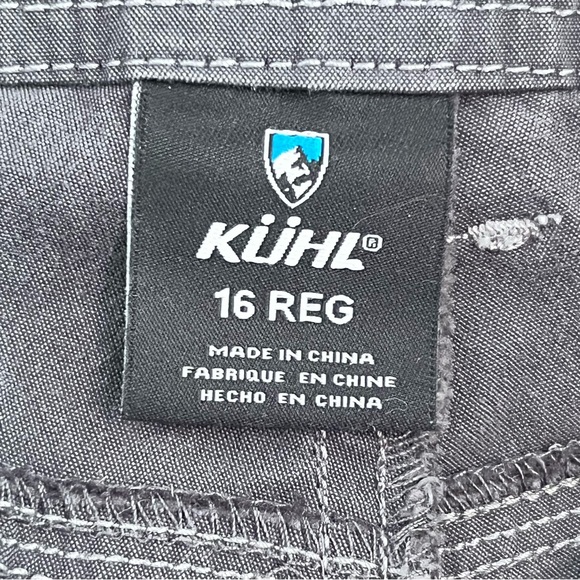 KÜHL®
16 REG
MADE IN CHINA
FABRIQUE EN CHINE
HECHO EN CHINA